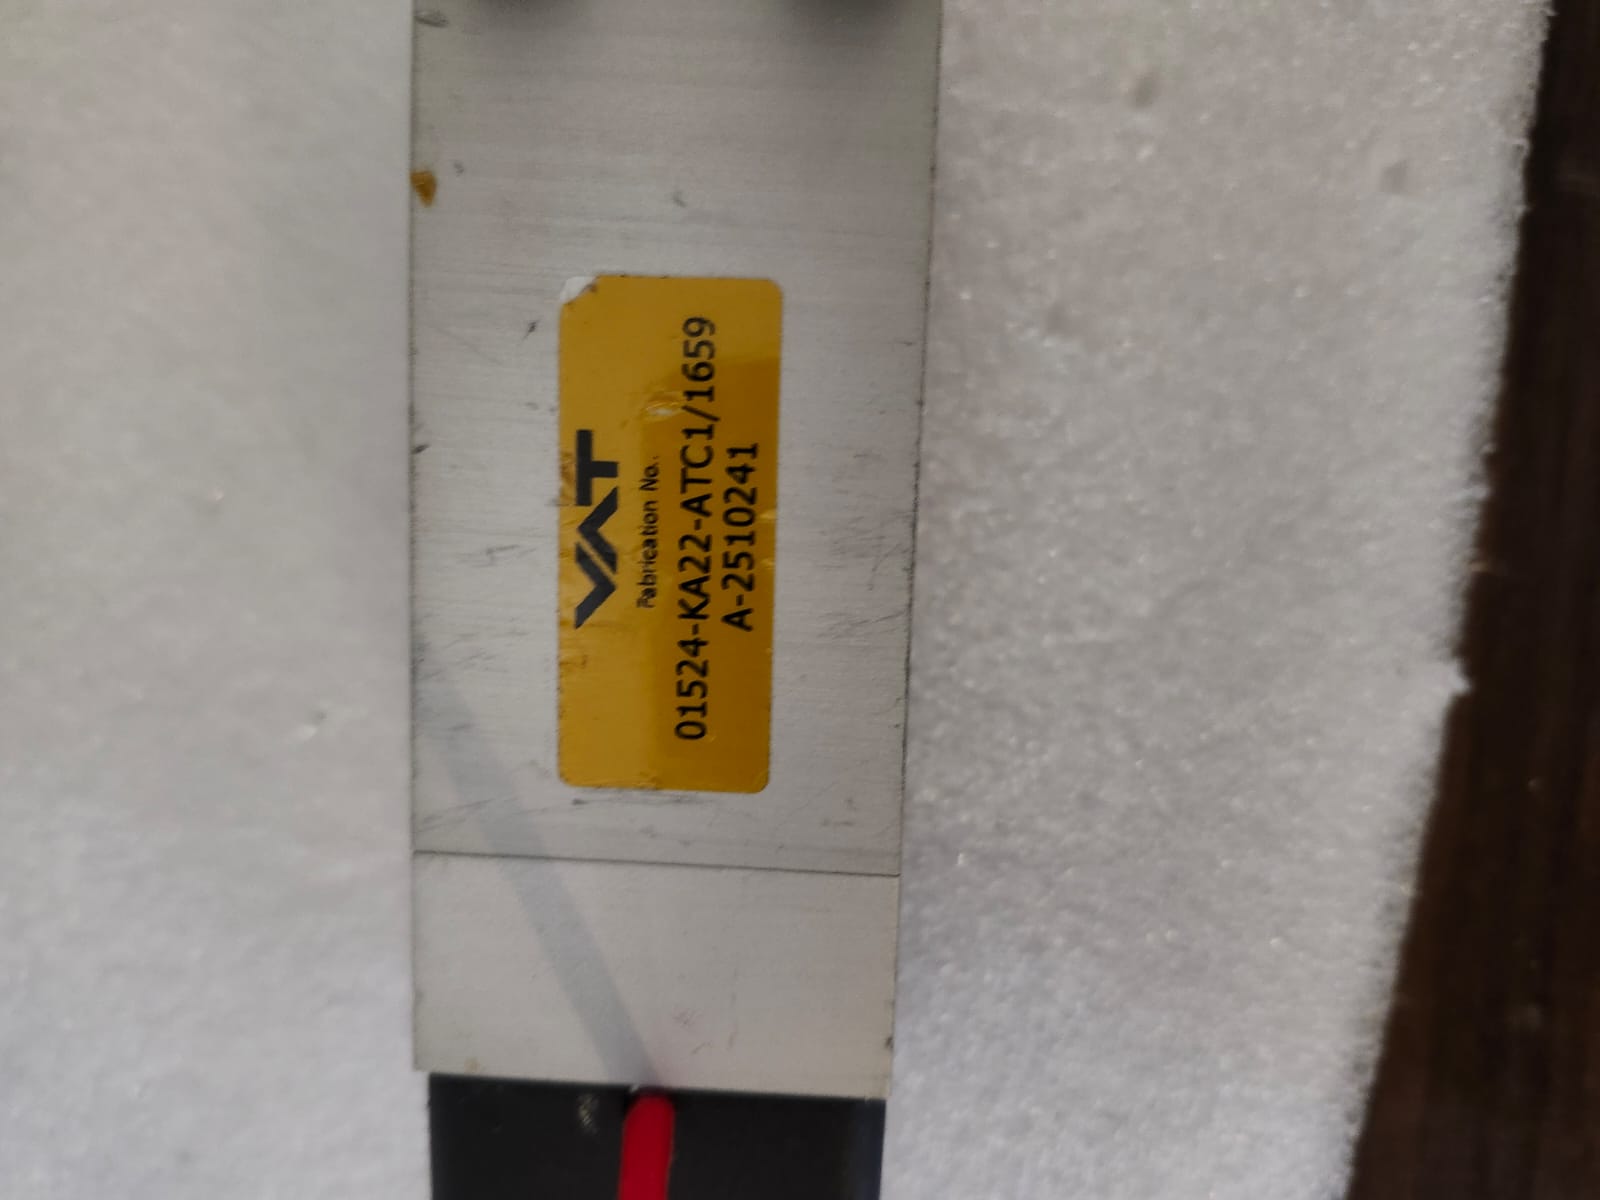 VAT
Fabrication No.
01524-KA22-ATC1/1659
A-2510241